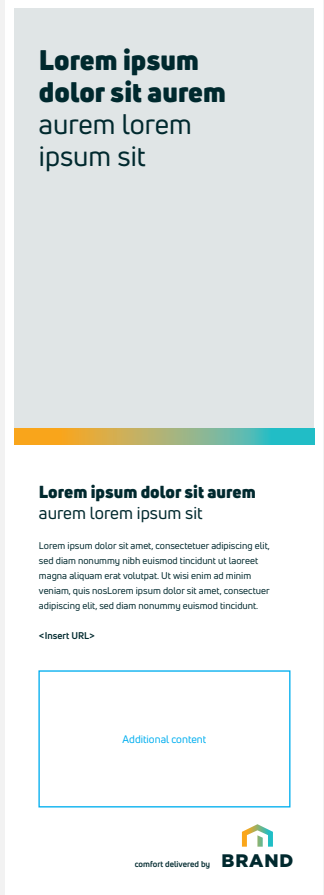 Lorem ipsum
dolor sit aurem
aurem lorem
ipsum sit
Lorem ipsum dolor sit aurem
aurem lorem ipsum sit
Lorem ipsum dolor sit amet, consectetuer adipiscing elit,
sed diam nonummy nibh euismod tincidunt ut laoreet
magna aliquam erat volutpat. Ut wisi enim ad minim
veniam, quis nosLorem ipsum dolor sit amet, consectuer
adipiscing elit, sed diam nonummy euismod tincidunt.
<Insert URL>
Additional content
comfort delivered by BRAND